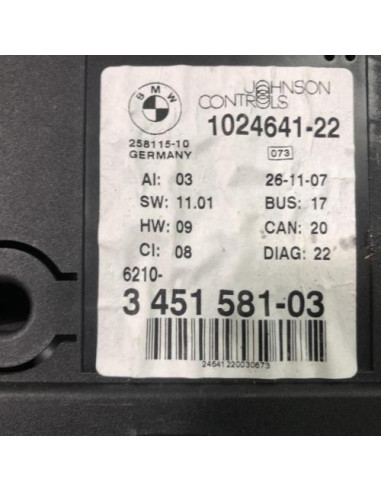 BMW
JOHNSON
CONTROLS
1024641-22
258115-10
GERMANY
073
AI: 03 26-11-07
SW: 11.01 BUS: 17
HW: 09 CAN: 20
CI: 08 DIAG: 22
6210-
3 451 581-03
24641220030673